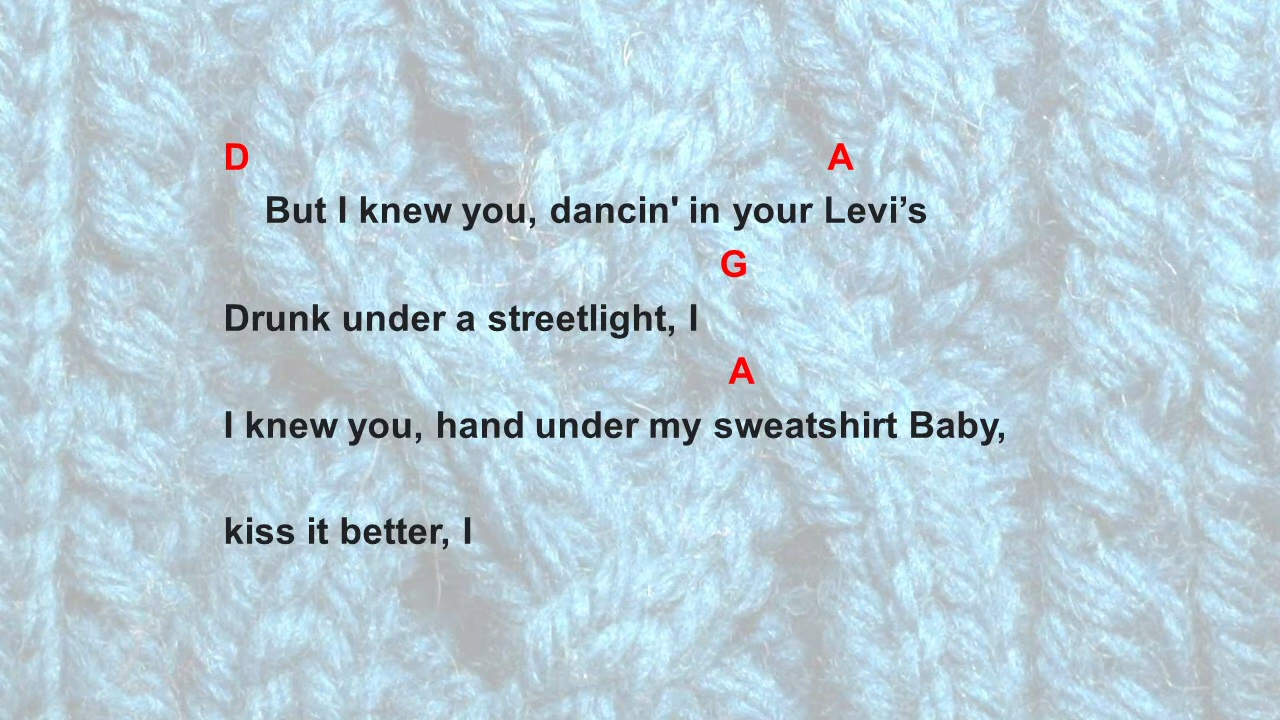 D A
But I knew you, dancin' in your Levi’s
G
Drunk under a streetlight, I
A
I knew you, hand under my sweatshirt Baby,
kiss it better, I